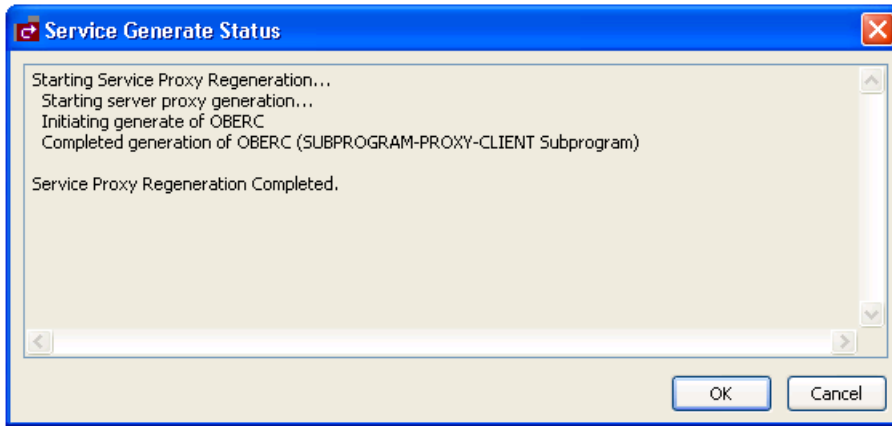 Service Generate Status
Starting Service Proxy Regeneration...
Starting server proxy generation...
Initiating generate of OBERC
Completed generation of OBERC (SUBPROGRAM-PROXY-CLIENT Subprogram)
Service Proxy Regeneration Completed.
OK Cancel